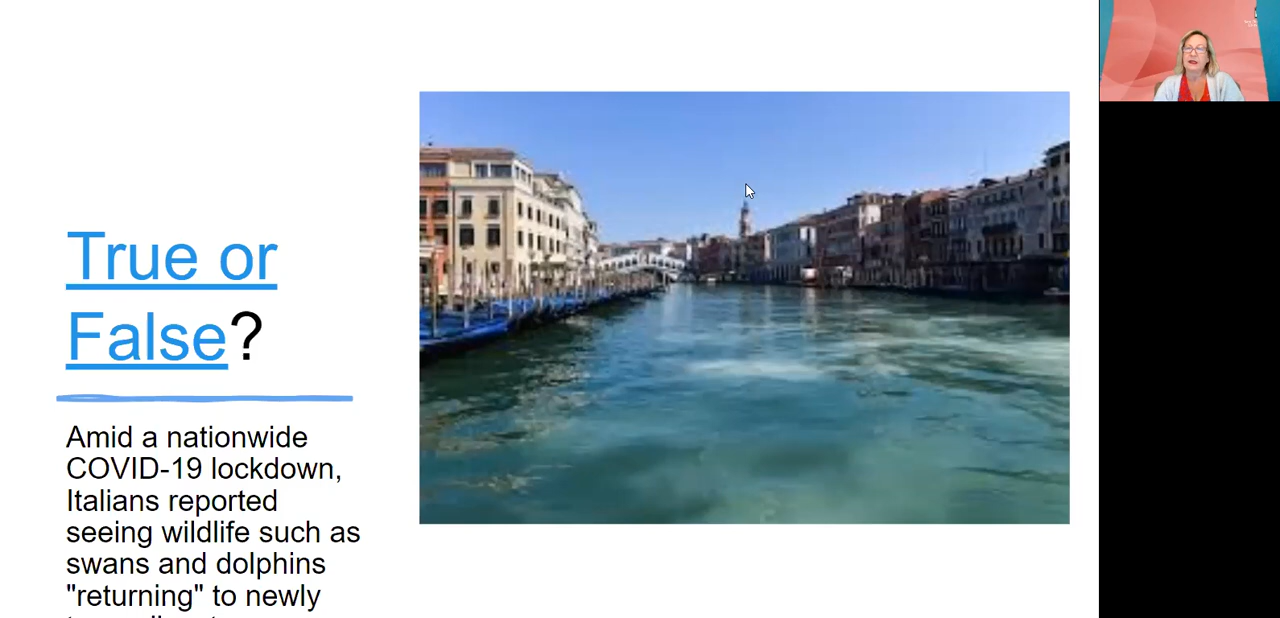 True or
False?
Amid a nationwide
COVID-19 lockdown,
Italians reported
seeing wildlife such as
swans and dolphins
"returning" to newly